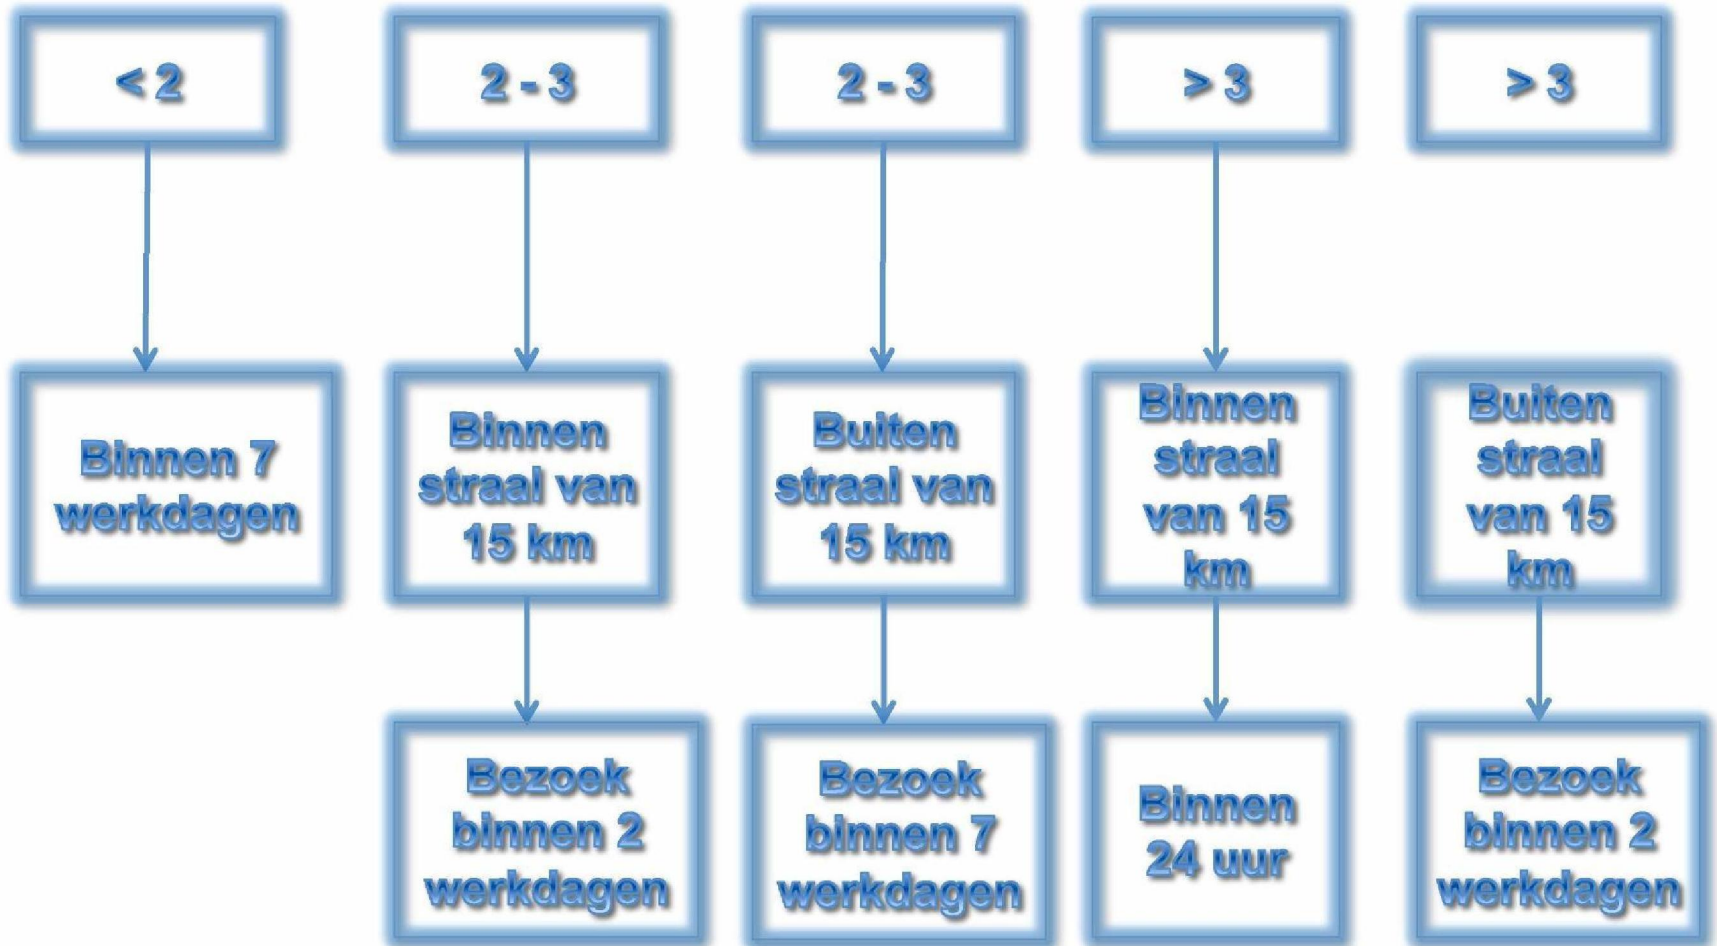 < 2
2 - 3
2 - 3
> 3
> 3
Binnen 7
werkdagen
Binnen
straal van
15 km
Buiten
straal van
15 km
Binnen
straal
van 15
km
Buiten
straal
van 15
km
Bezoek
binnen 2
werkdagen
Bezoek
binnen 7
werkdagen
Binnen
24 uur
Bezoek
binnen 2
werkdagen